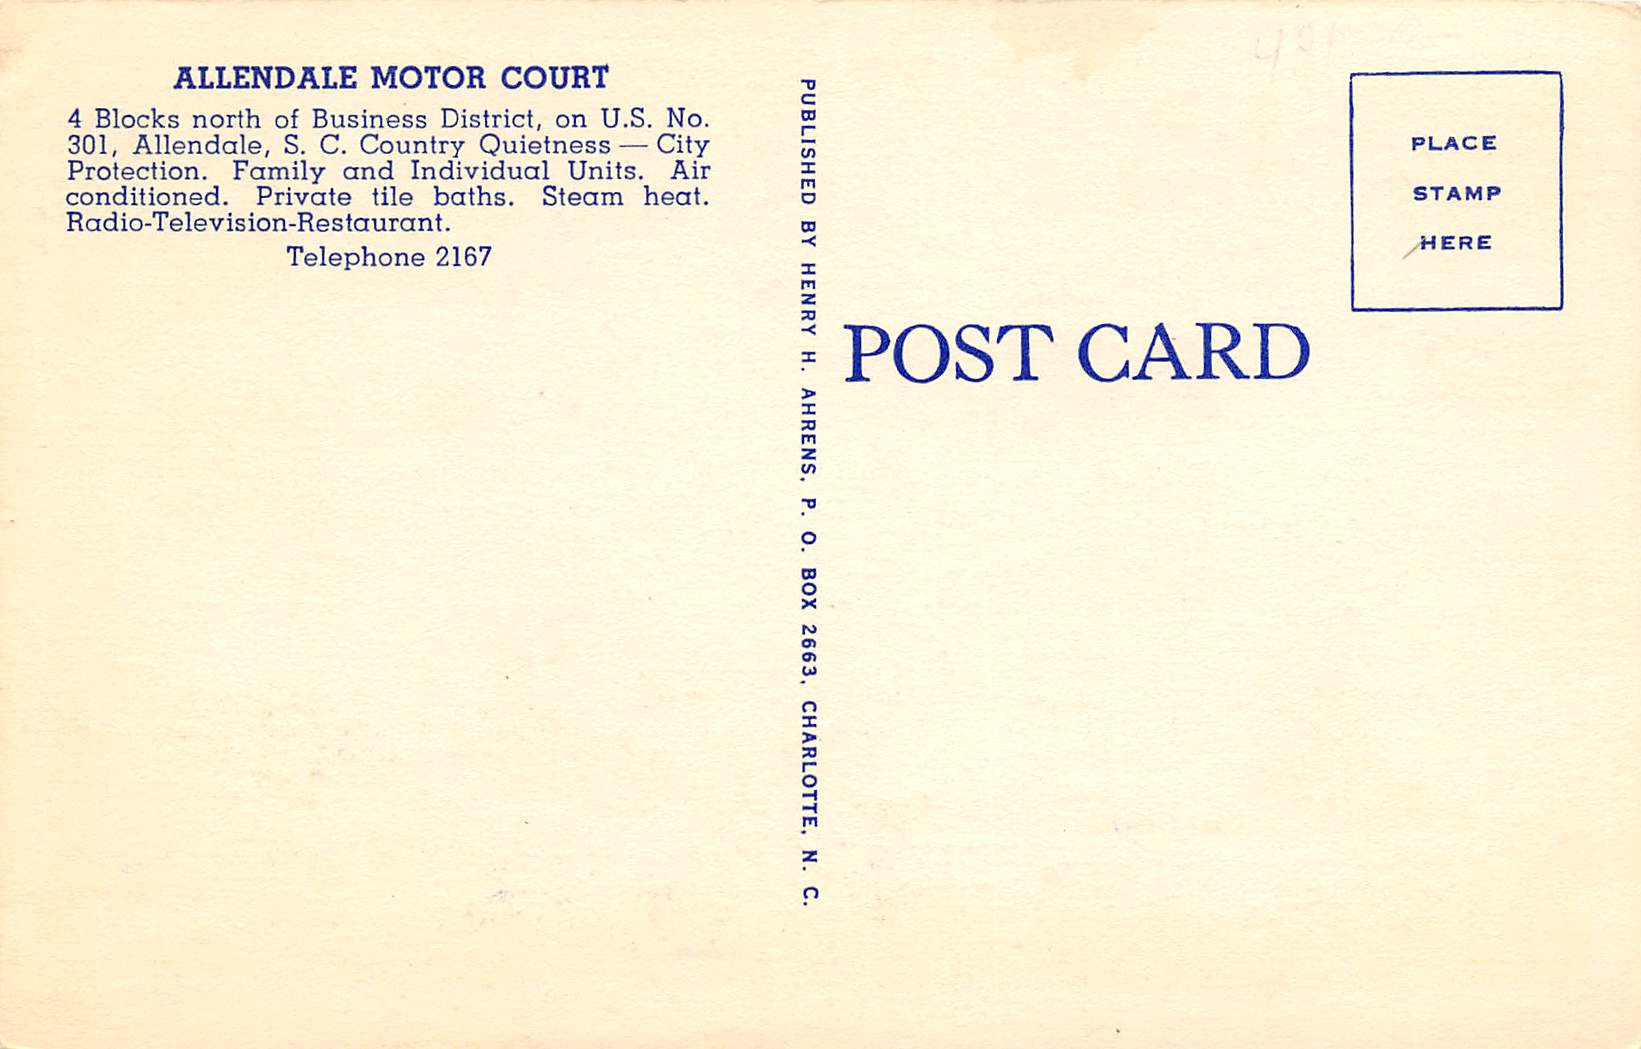 ALLENDALE MOTOR COURT
4 Blocks north of Business District, on U.S. No.
301, Allendale, S. C. Country Quietness — City
Protection. Family and Individual Units. Air
conditioned. Private tile baths. Steam heat.
Radio-Television-Restaurant.
Telephone 2167
PUBLISHED BY HENRY H. AHRENS, P. O. BOX 2663, CHARLOTTE, N. C.
POST CARD
PLACE
STAMP
HERE